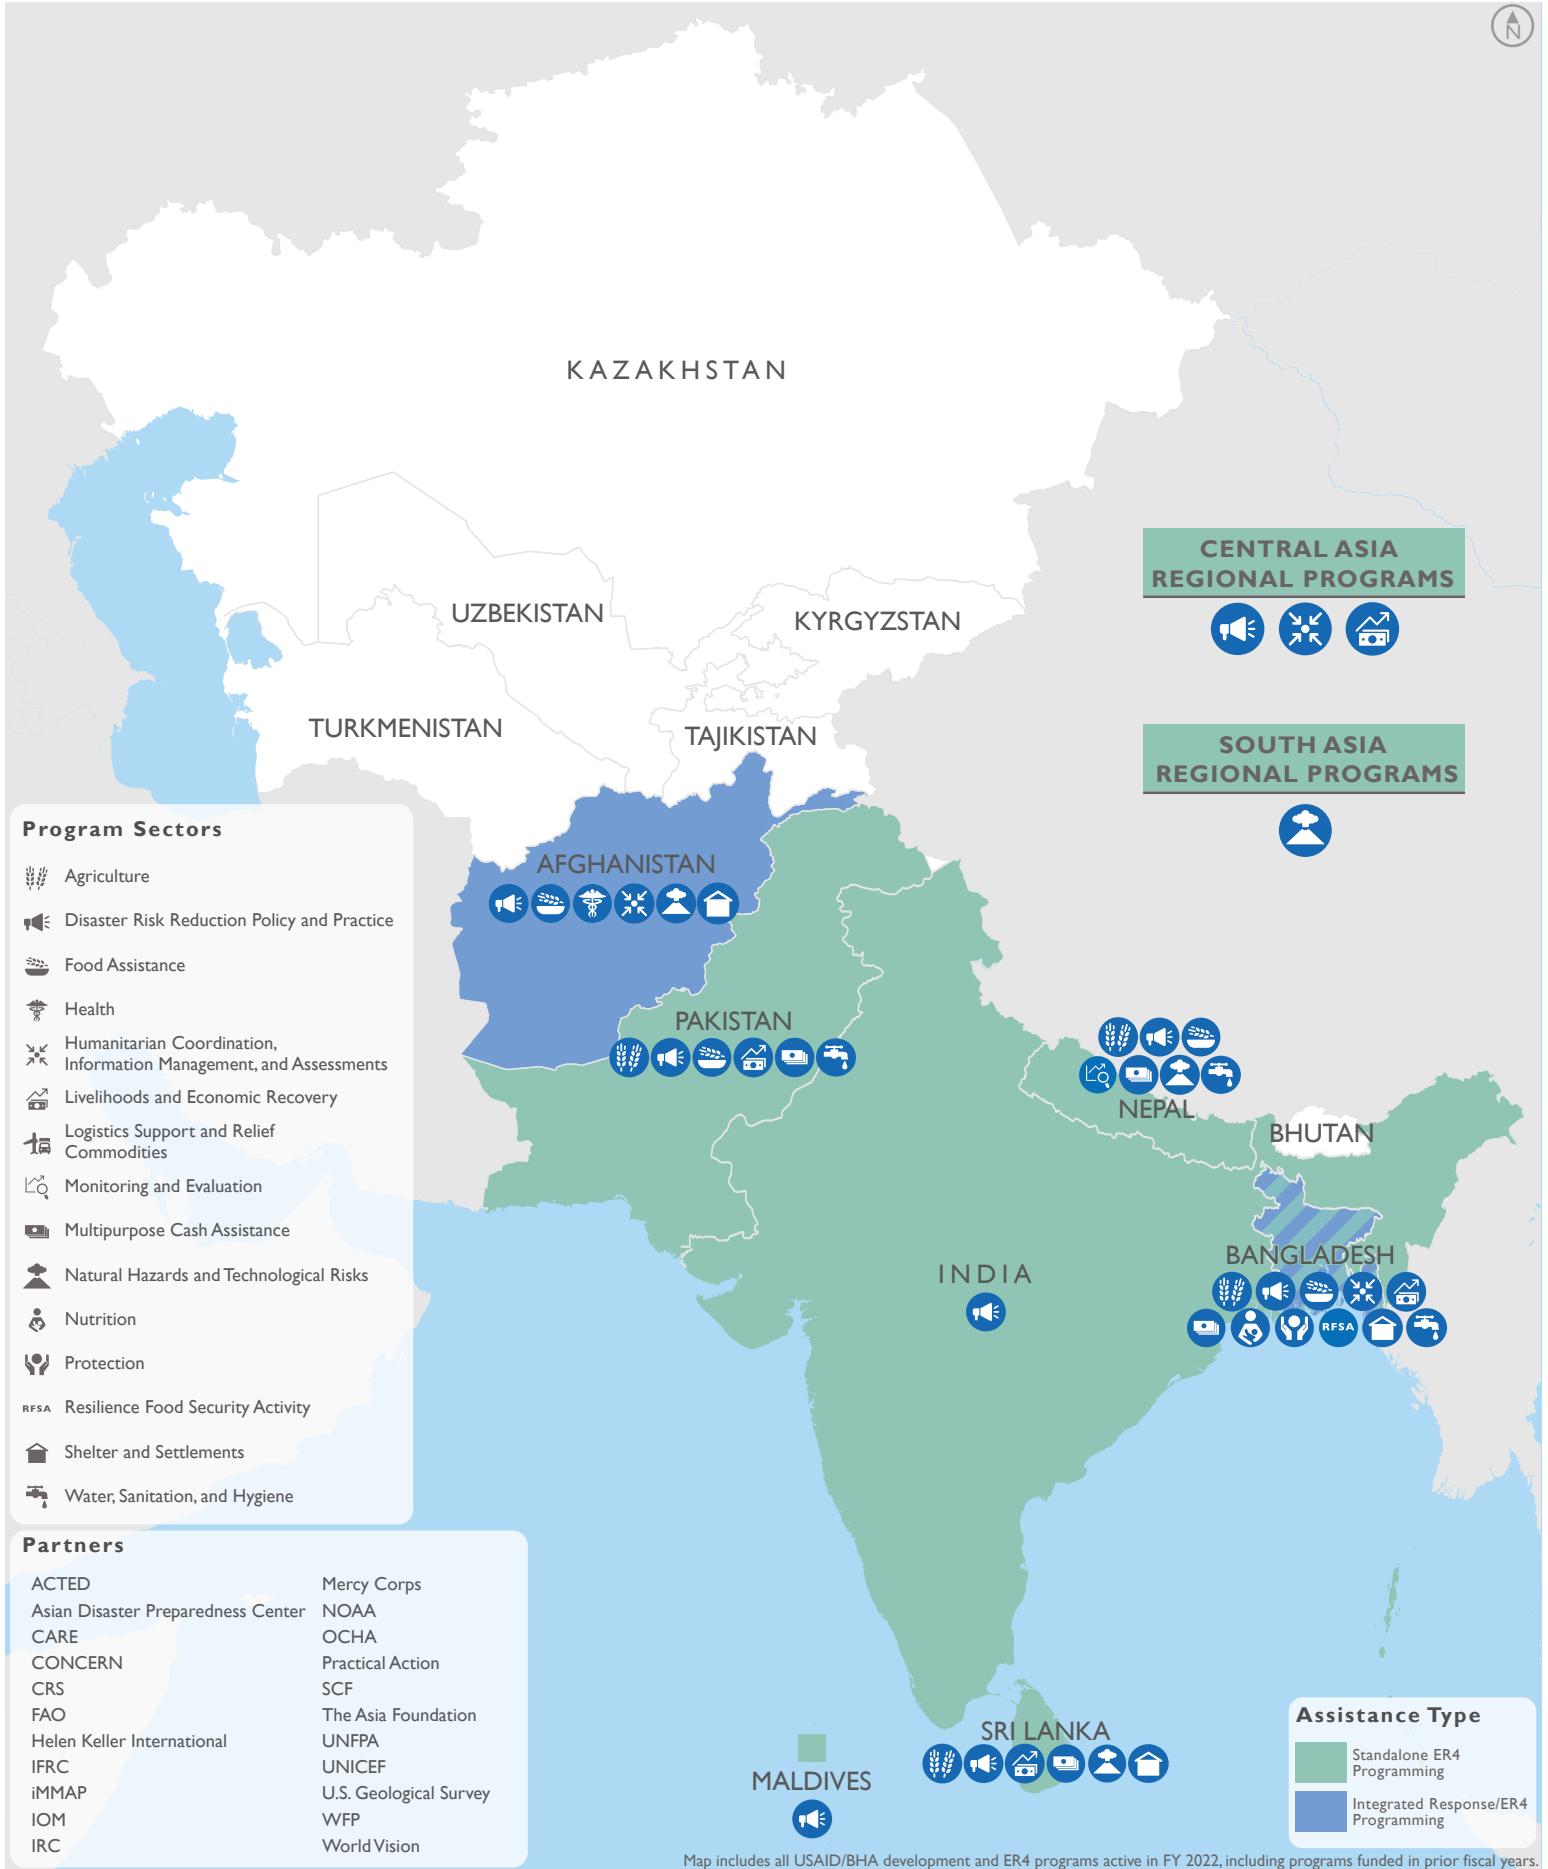 N
KAZAKHSTAN
CENTRAL ASIA
REGIONAL PROGRAMS
UZBEKISTAN
KYRGYZSTAN
TURKMENISTAN
TAJIKISTAN
SOUTH ASIA
REGIONAL PROGRAMS
AFGHANISTAN
PAKISTAN
NEPAL
BHUTAN
BANGLADESH
RFSA
INDIA
SRI LANKA
MALDIVES
Program Sectors
Agriculture
Disaster Risk Reduction Policy and Practice
Food Assistance
Health
Humanitarian Coordination,
Information Management, and Assessments
Livelihoods and Economic Recovery
Logistics Support and Relief
Commodities
Monitoring and Evaluation
Multipurpose Cash Assistance
Natural Hazards and Technological Risks
Nutrition
Protection
RFSA Resilience Food Security Activity
Shelter and Settlements
Water, Sanitation, and Hygiene
Partners
ACTED
Asian Disaster Preparedness Center
CARE
CONCERN
CRS
FAO
Helen Keller International
IFRC
iMMAP
IOM
IRC
Mercy Corps
NOAA
OCHA
Practical Action
SCF
The Asia Foundation
UNFPA
UNICEF
U.S. Geological Survey
WFP
World Vision
Assistance Type
Standalone ER4
Programming
Integrated Response/ER4
Programming
Map includes all USAID/BHA development and ER4 programs active in FY 2022, including programs funded in prior fiscal years.